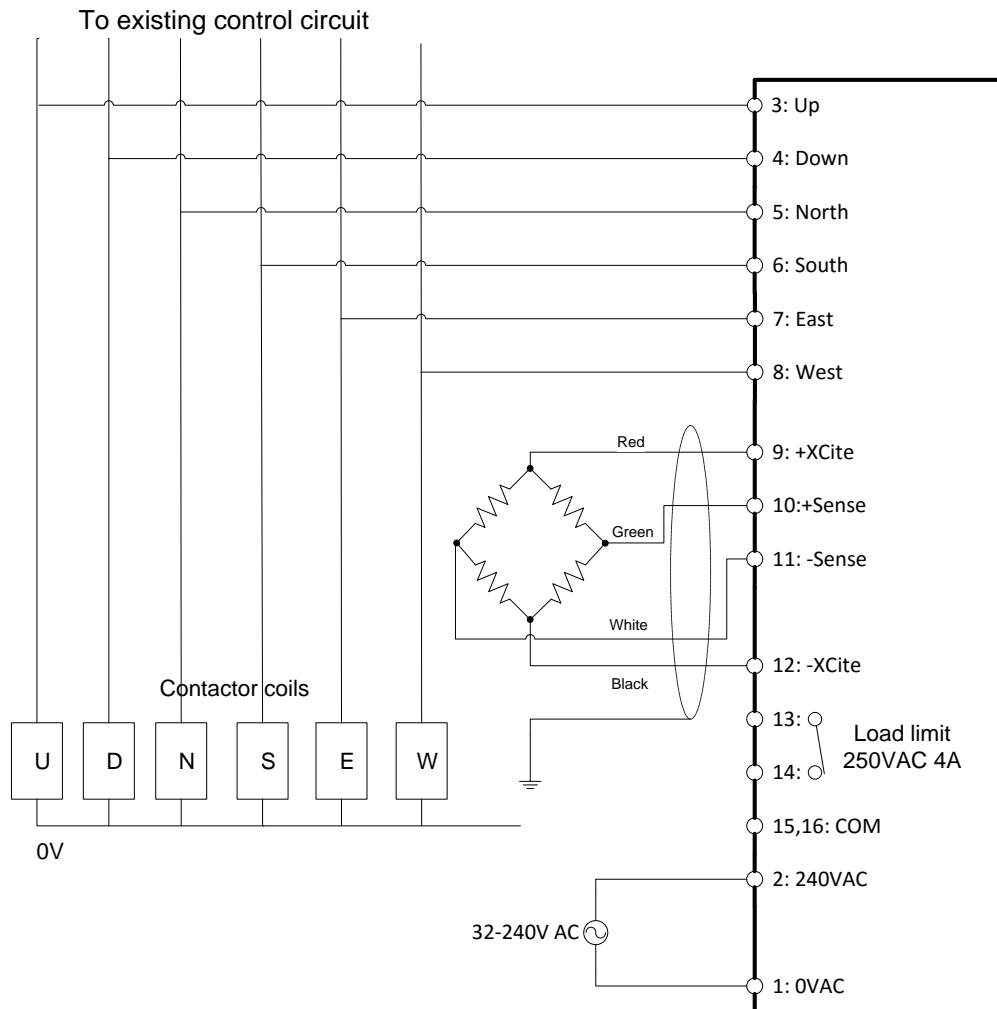 To existing control circuit
3: Up
4: Down
5: North
6: South
7: East
8: West
Red
9: +XCite
10:+Sense
Green
11: -Sense
White
12: -XCite
Black
Contactor coils
13:
Load limit
250VAC 4A
14:
U
D
N
S
E
W
15,16: COM
0V
2: 240VAC
32-240V AC
1: 0VAC